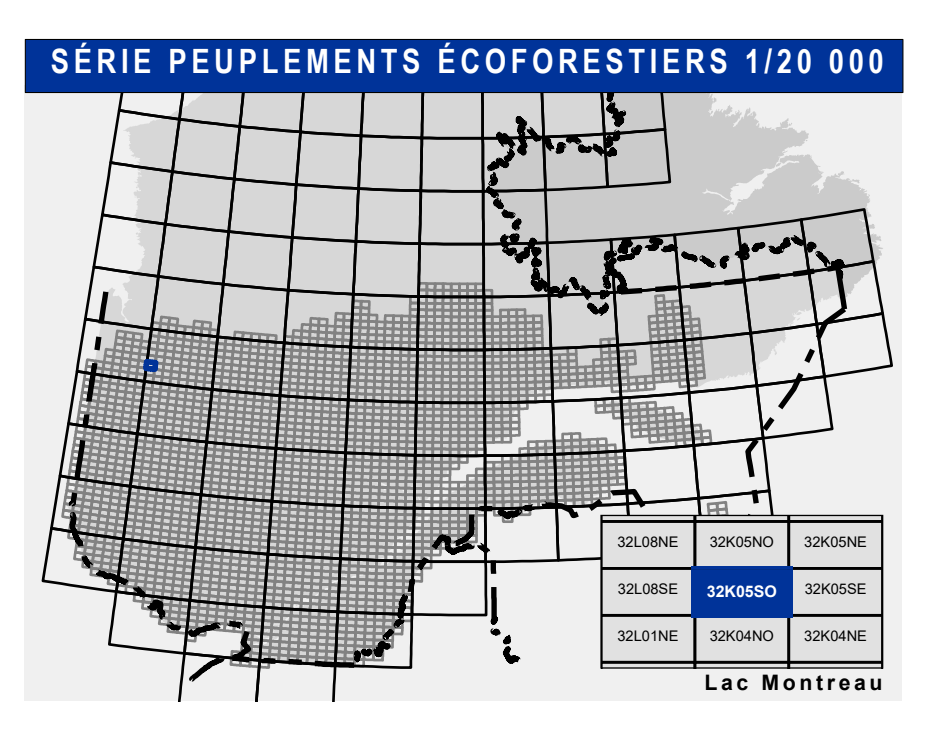 SÉRIE PEUPLEMENTS ÉCOFORESTIERS 1/20 000
32L08NE 32K05NO 32K05NE
32L08SE 32K05SO 32K05SE
32L01NE 32K04NO 32K04NE
Lac Montreau